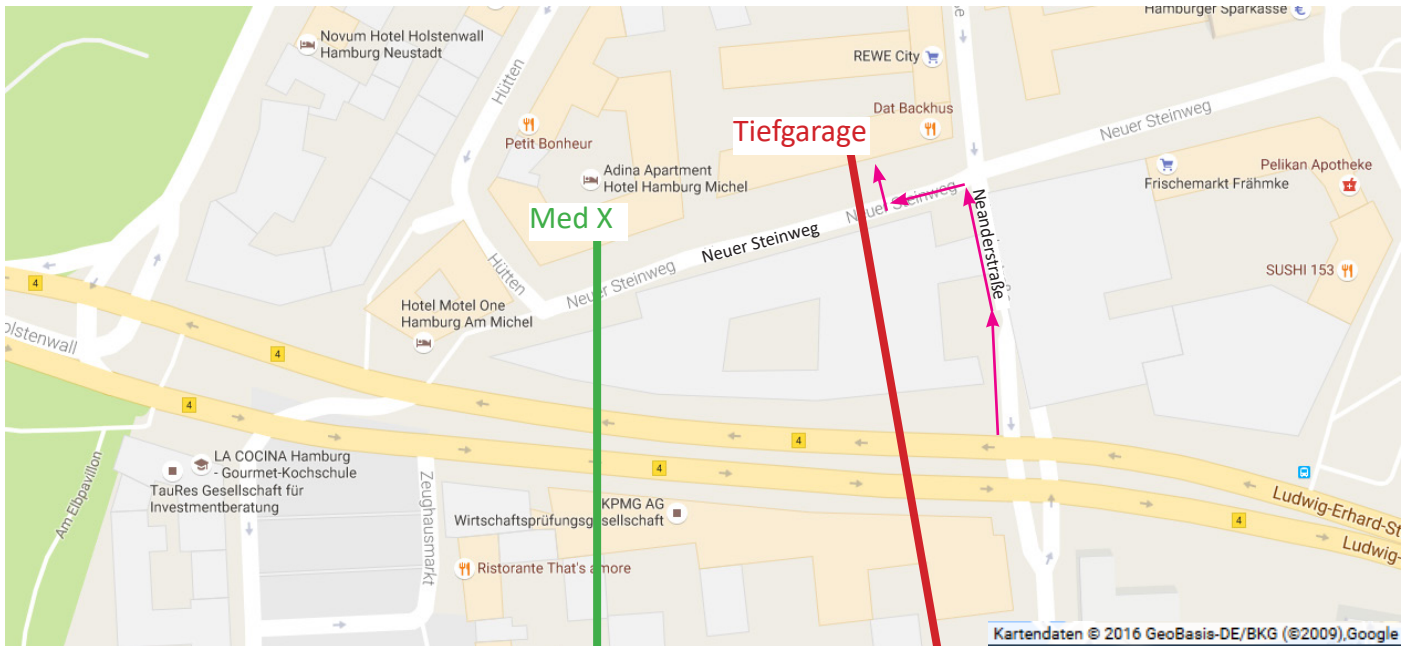 Hamburger Sparkasse
Novum Hotel Holstenwall
Hamburg Neustadt
REWE City
Hütten
Dat Backhus
Tiefgarage
Neuer Steinweg
Petit Bonheur
Adina Apartment
Hotel Hamburg Michel
Pelikan Apotheke
Frischemarkt Frähmke
Neuer Steinweg
Med X
Neuer Steinweg
Neanderstraße
Hütten
Neuer Steinweg
SUSHI 153
4
Hotel Motel One
Hamburg Am Michel
olstenwall
4
4
4
4
LA COCINA Hamburg
- Gourmet-Kochschule
TauRes Gesellschaft für
Investmentberatung
Am Elbpavillon
Zeughausmarkt
KPMG AG
Wirtschaftsprüfungsgesellschaft
Ludwig-Erhard-St
4
Ludwig-
Ristorante That's amore
Kartendaten © 2016 GeoBasis-DE/BKG (©2009),Google